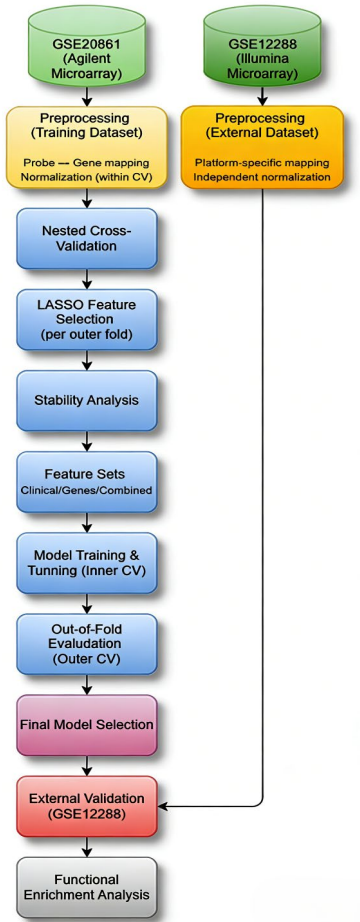 GSE20861
(Agilent
Microarray)
GSE12288
(Illumina
Microarray)
Preprocessing
(Training Dataset)
Probe — Gene mapping
Normalization (within CV)
Preprocessing
(External Dataset)
Platform-specific mapping
Independent normalization
Nested Cross-
Validation
LASSO Feature
Selection
(per outer fold)
Stability Analysis
Feature Sets
Clinical/Genes/Combined
Model Training &
Tunning (Inner CV)
Out-of-Fold
Evaludation
(Outer CV)
Final Model Selection
External Validation
(GSE12288)
Functional
Enrichment Analysis